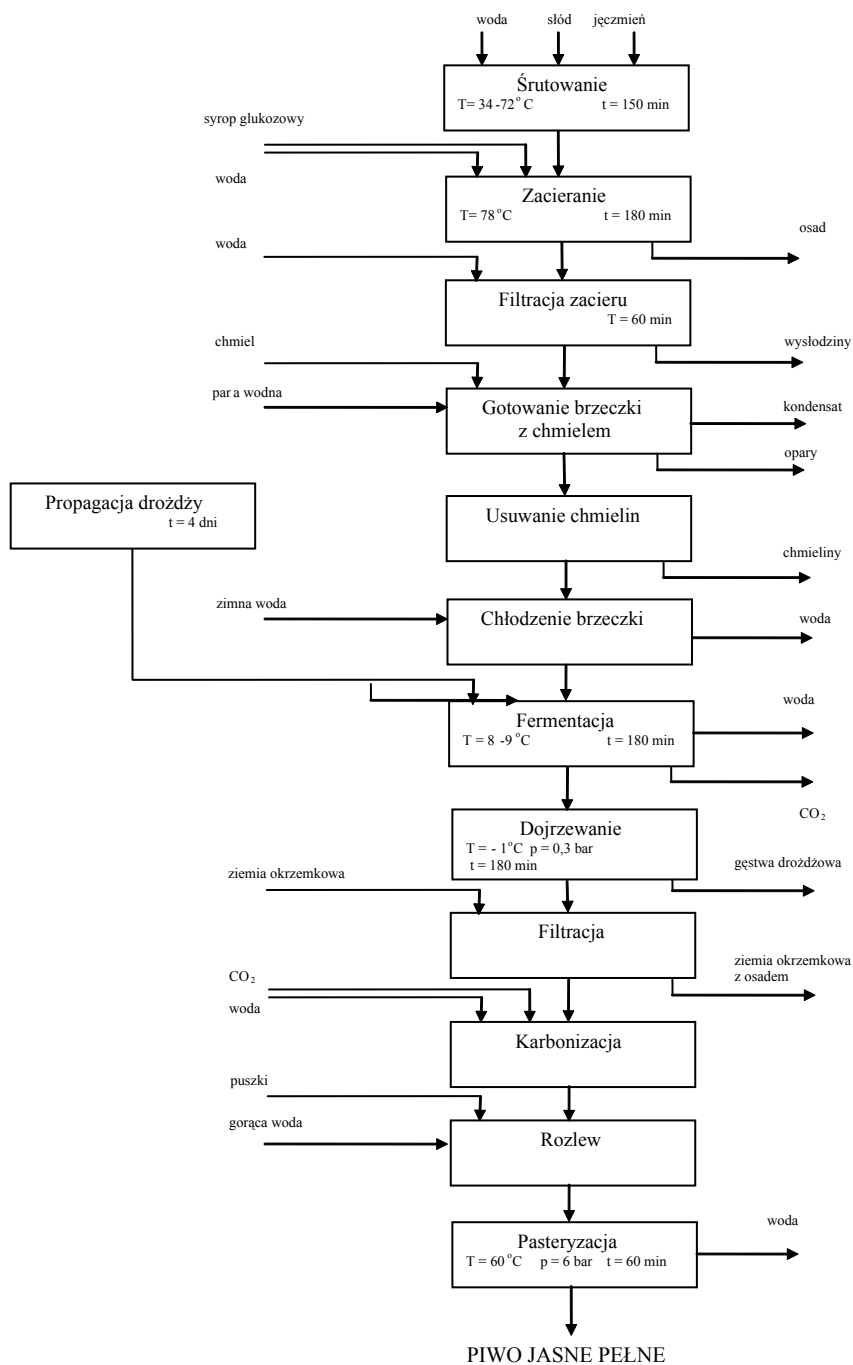 woda słód jęczmień
Śrutowanie
T= 34 -72° C t = 150 min
syrop glukozowy
woda
Zacieranie
T= 78°C t = 180 min
osad
woda
Filtracja zacieru
T = 60 min
wysłodziny
chmiel
par a wodna
Gotowanie brzeczki
z chmielem
kondensat
opary
Propagacja drożdży
t = 4 dni
Usuwanie chmielin
chmieliny
zimna woda
Chłodzenie brzeczki
woda
woda
Fermentacja
T = 8 -9°C t = 180 min
CO₂
Dojrzewanie
T = - 1°C p = 0,3 bar
t = 180 min
gęstwa drożdżowa
ziemia okrzemkowa
Filtracja
ziemia okrzemkowa
z osadem
CO₂
woda
Karbonizacja
puszki
gorąca woda
Rozlew
woda
Pasteryzacja
T = 60°C p = 6 bar t = 60 min
PIWO JASNE PEŁNE